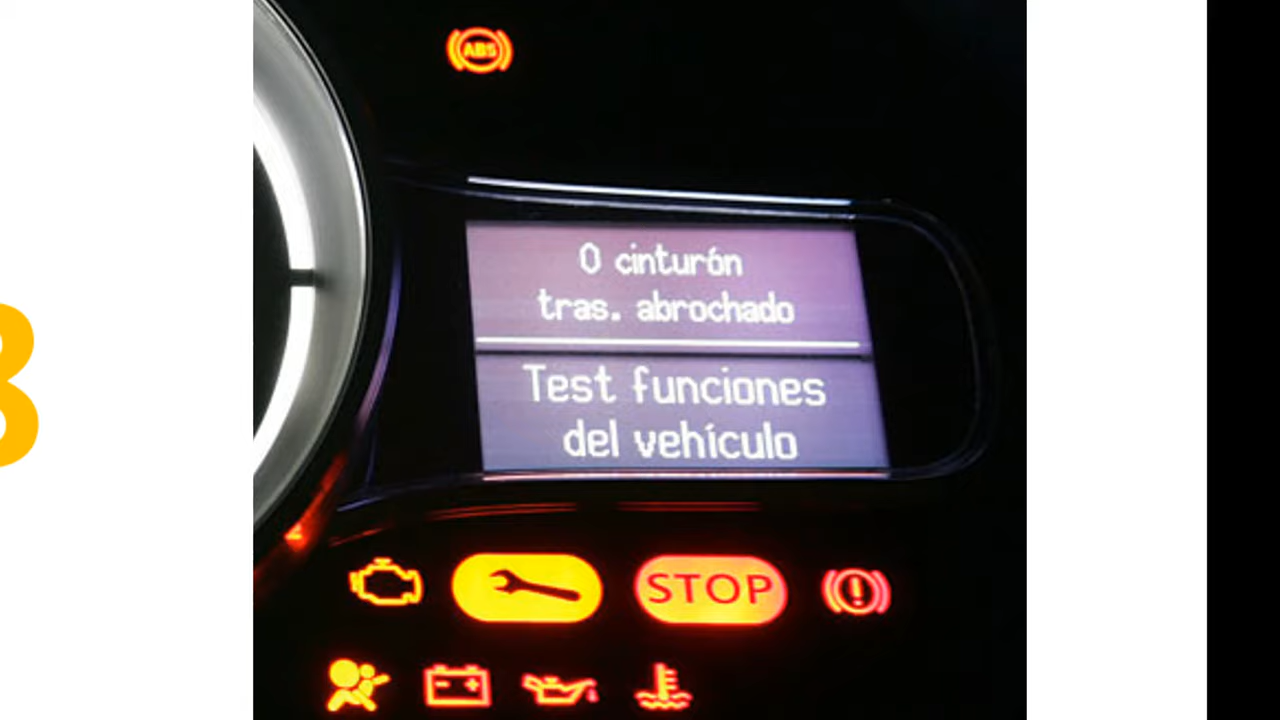 ABS
0 cinturón
tras. abrochado
Test funciones
del vehículo
STOP